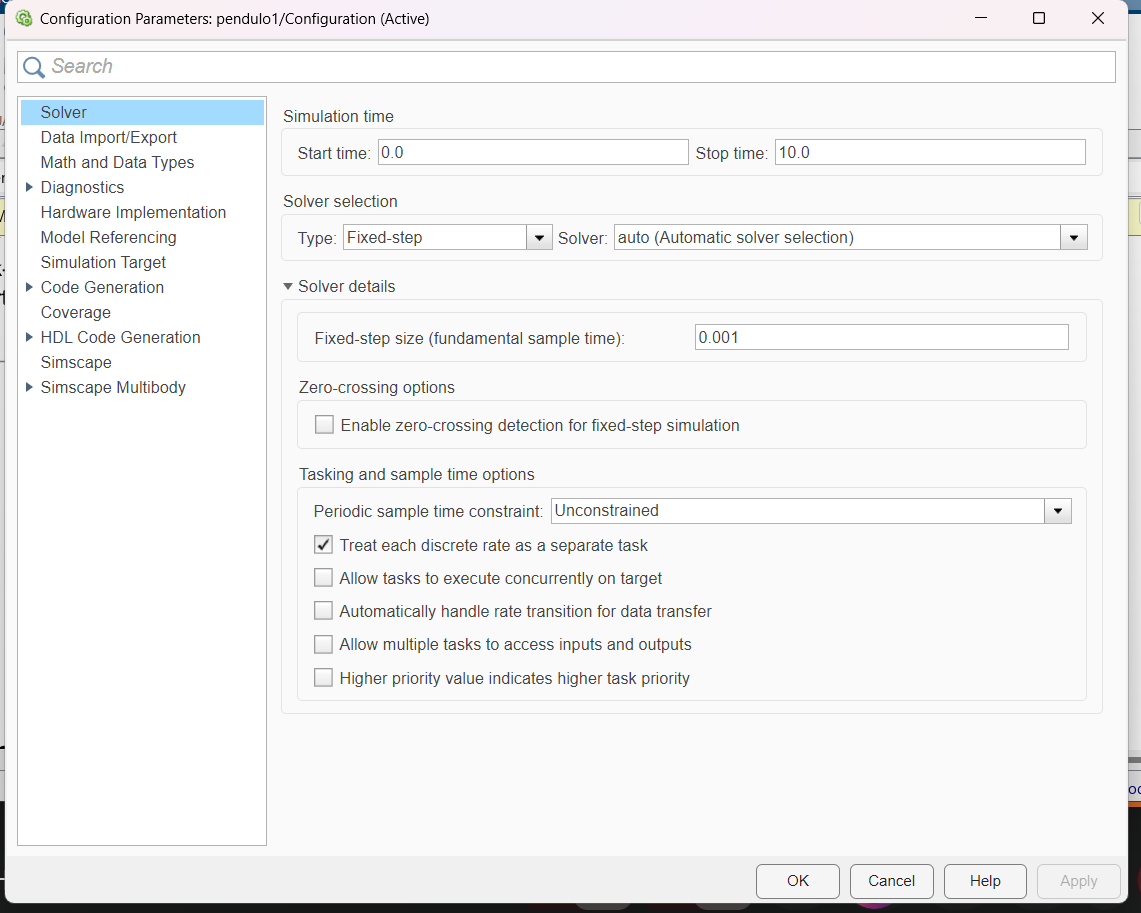 Configuration Parameters: pendulo1/Configuration (Active)
Search
Solver
Data Import/Export
Math and Data Types
Diagnostics
Hardware Implementation
Model Referencing
Simulation Target
Code Generation
Coverage
HDL Code Generation
Simscape
Simscape Multibody
Simulation time
Start time: 0.0 Stop time: 10.0
Solver selection
Type: Fixed-step Solver: auto (Automatic solver selection)
Solver details
Fixed-step size (fundamental sample time): 0.001
Zero-crossing options
Enable zero-crossing detection for fixed-step simulation
Tasking and sample time options
Periodic sample time constraint: Unconstrained
Treat each discrete rate as a separate task
Allow tasks to execute concurrently on target
Automatically handle rate transition for data transfer
Allow multiple tasks to access inputs and outputs
Higher priority value indicates higher task priority
OK Cancel Help Apply